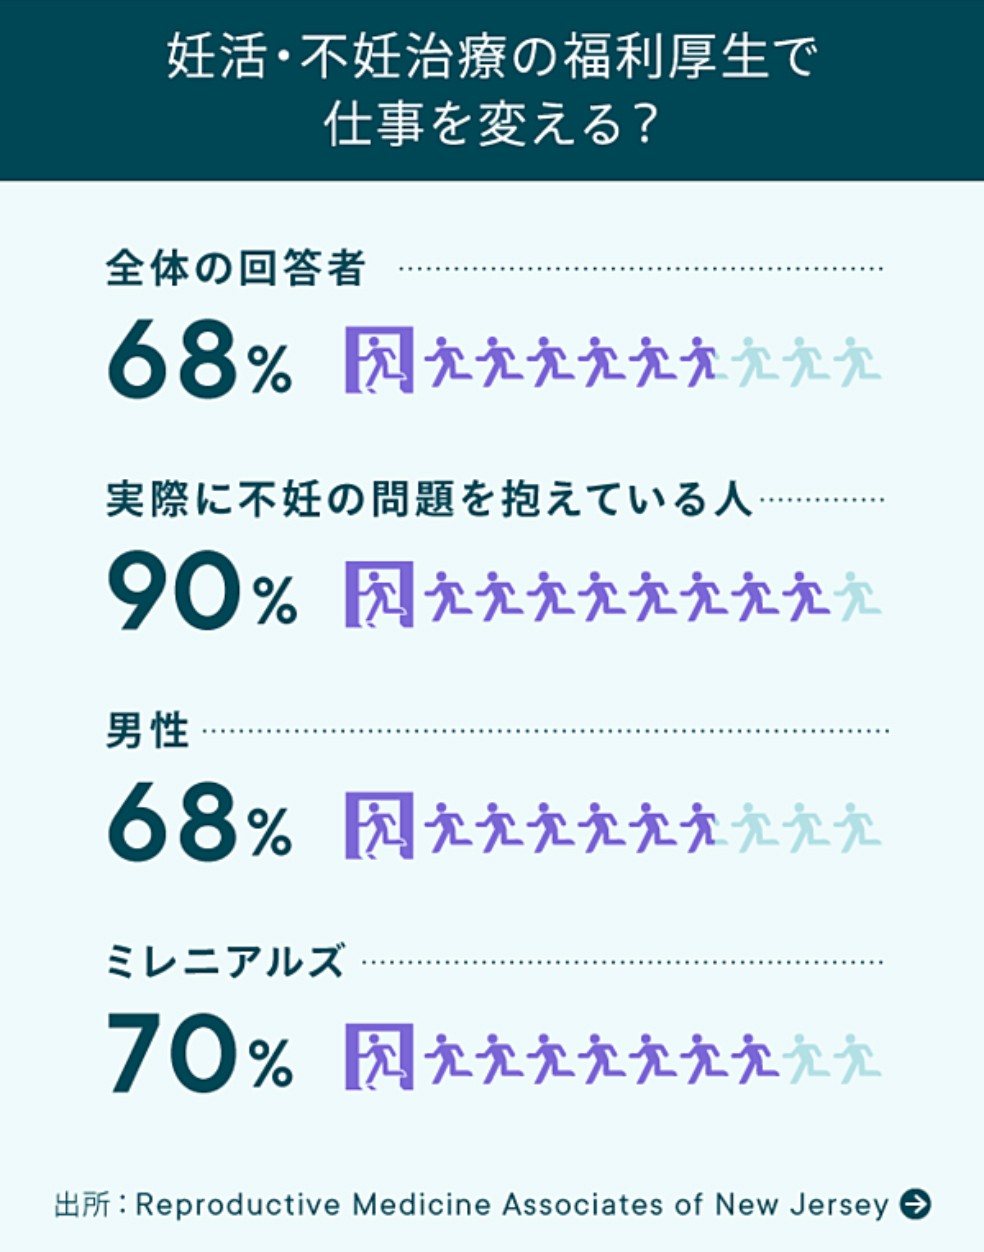 妊活・不妊治療の福利厚生で
仕事を変える？
全体の回答者
68%
実際に不妊の問題を抱えている人
90%
男性
68%
ミレニアルズ
70%
出所：Reproductive Medicine Associates of New Jersey